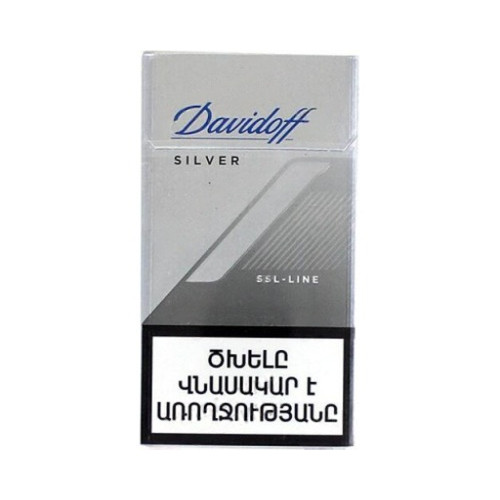 Davidoff
SILVER
SSL-LINE
ԾԽԵԼԸ
ՎՆԱՍԱԿԱՐ Է
ԱՌՈՂՋՈՒԹՅԱՆԸ